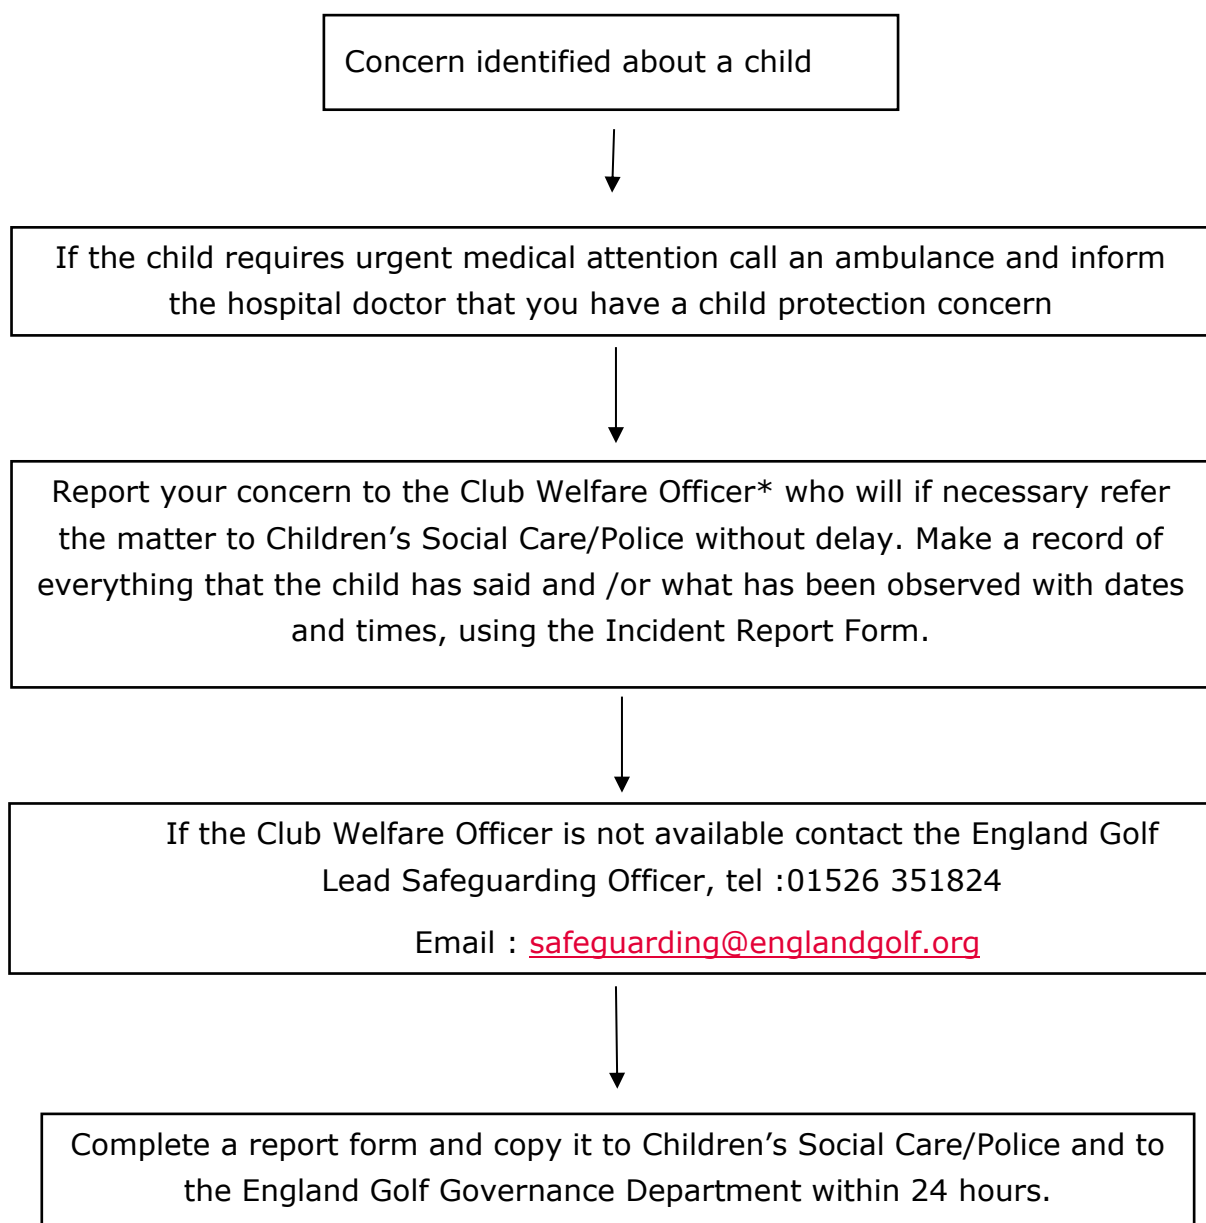 Concern identified about a child
If the child requires urgent medical attention call an ambulance and inform
the hospital doctor that you have a child protection concern
Report your concern to the Club Welfare Officer* who will if necessary refer
the matter to Children’s Social Care/Police without delay. Make a record of
everything that the child has said and /or what has been observed with dates
and times, using the Incident Report Form.
If the Club Welfare Officer is not available contact the England Golf
Lead Safeguarding Officer, tel :01526 351824
Email : safeguarding@englandgolf.org
Complete a report form and copy it to Children’s Social Care/Police and to
the England Golf Governance Department within 24 hours.